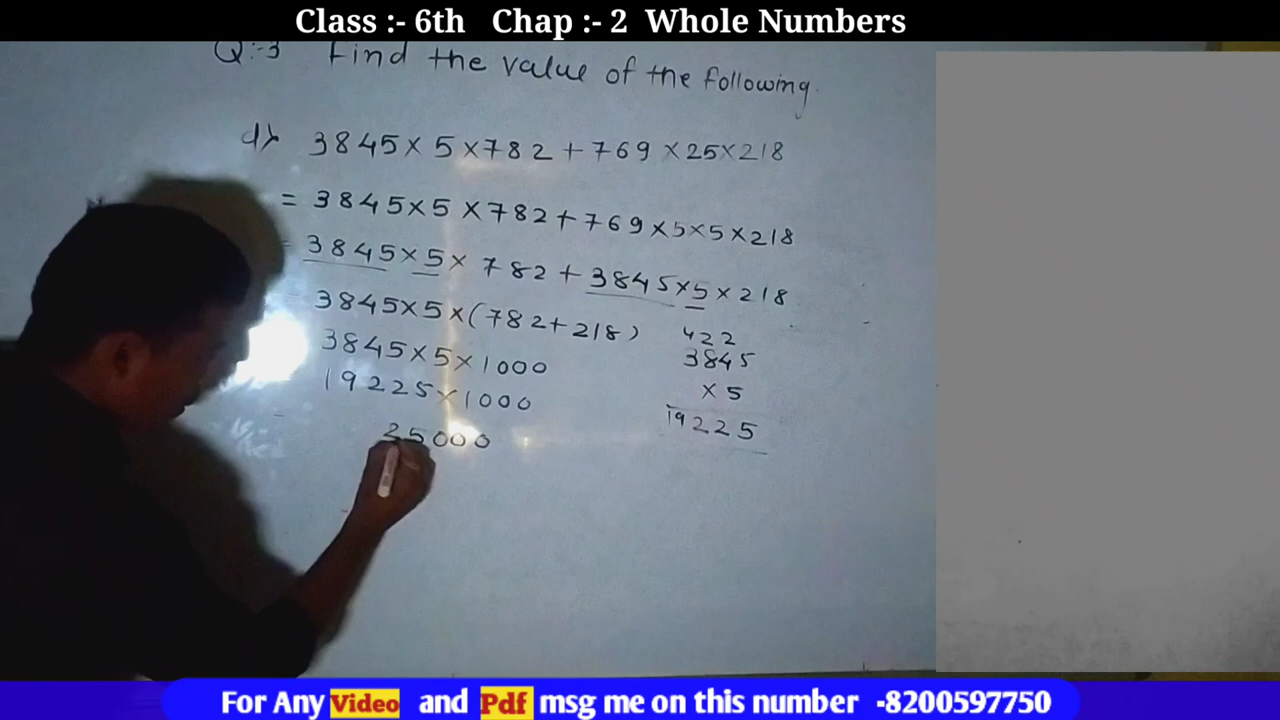 Class :- 6th Chap :- 2 Whole Numbers
Q:-3 Find the value of the following.
d> 3845×5×782+769×25×218
= 3845×5×782+769×5×5×218
= 3845×5×782+3845×5×218
3845×5×(782+218)
3845×5×1000
19225×1000
25000
422
3845
×5
19225
For Any Video and Pdf msg me on this number -8200597750